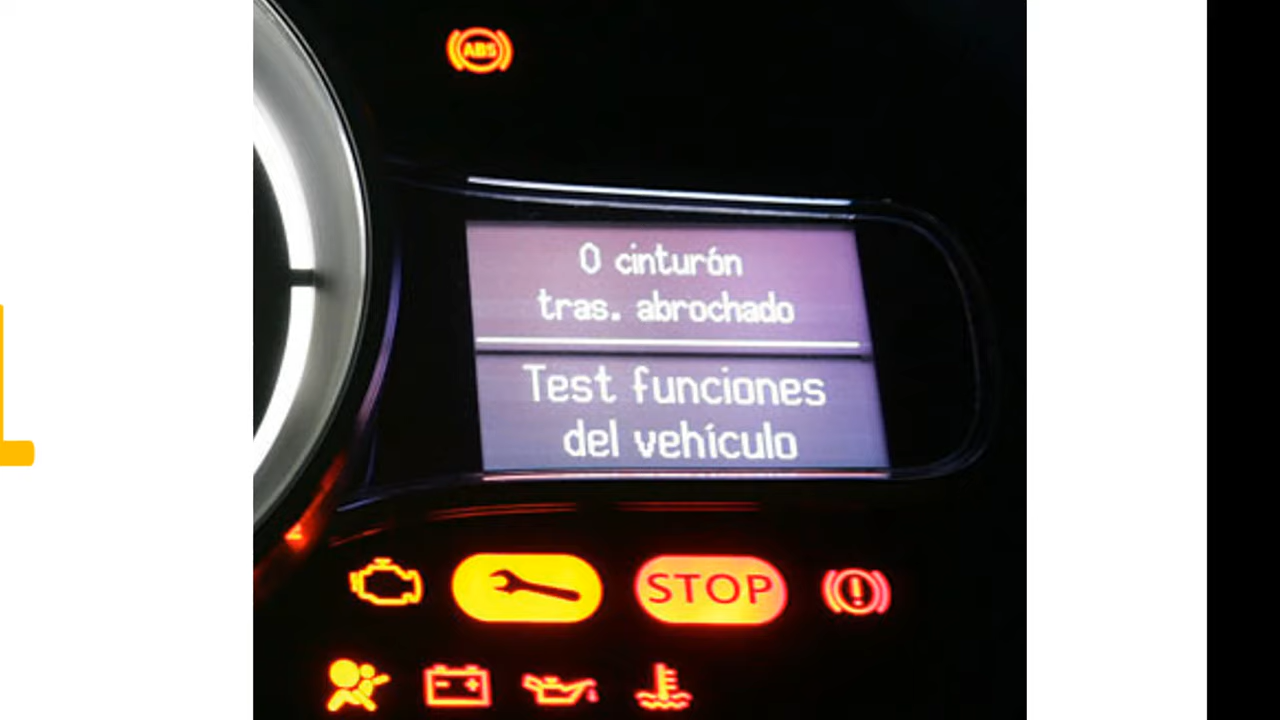 ABS
0 cinturón
tras. abrochado
Test funciones
del vehículo
STOP